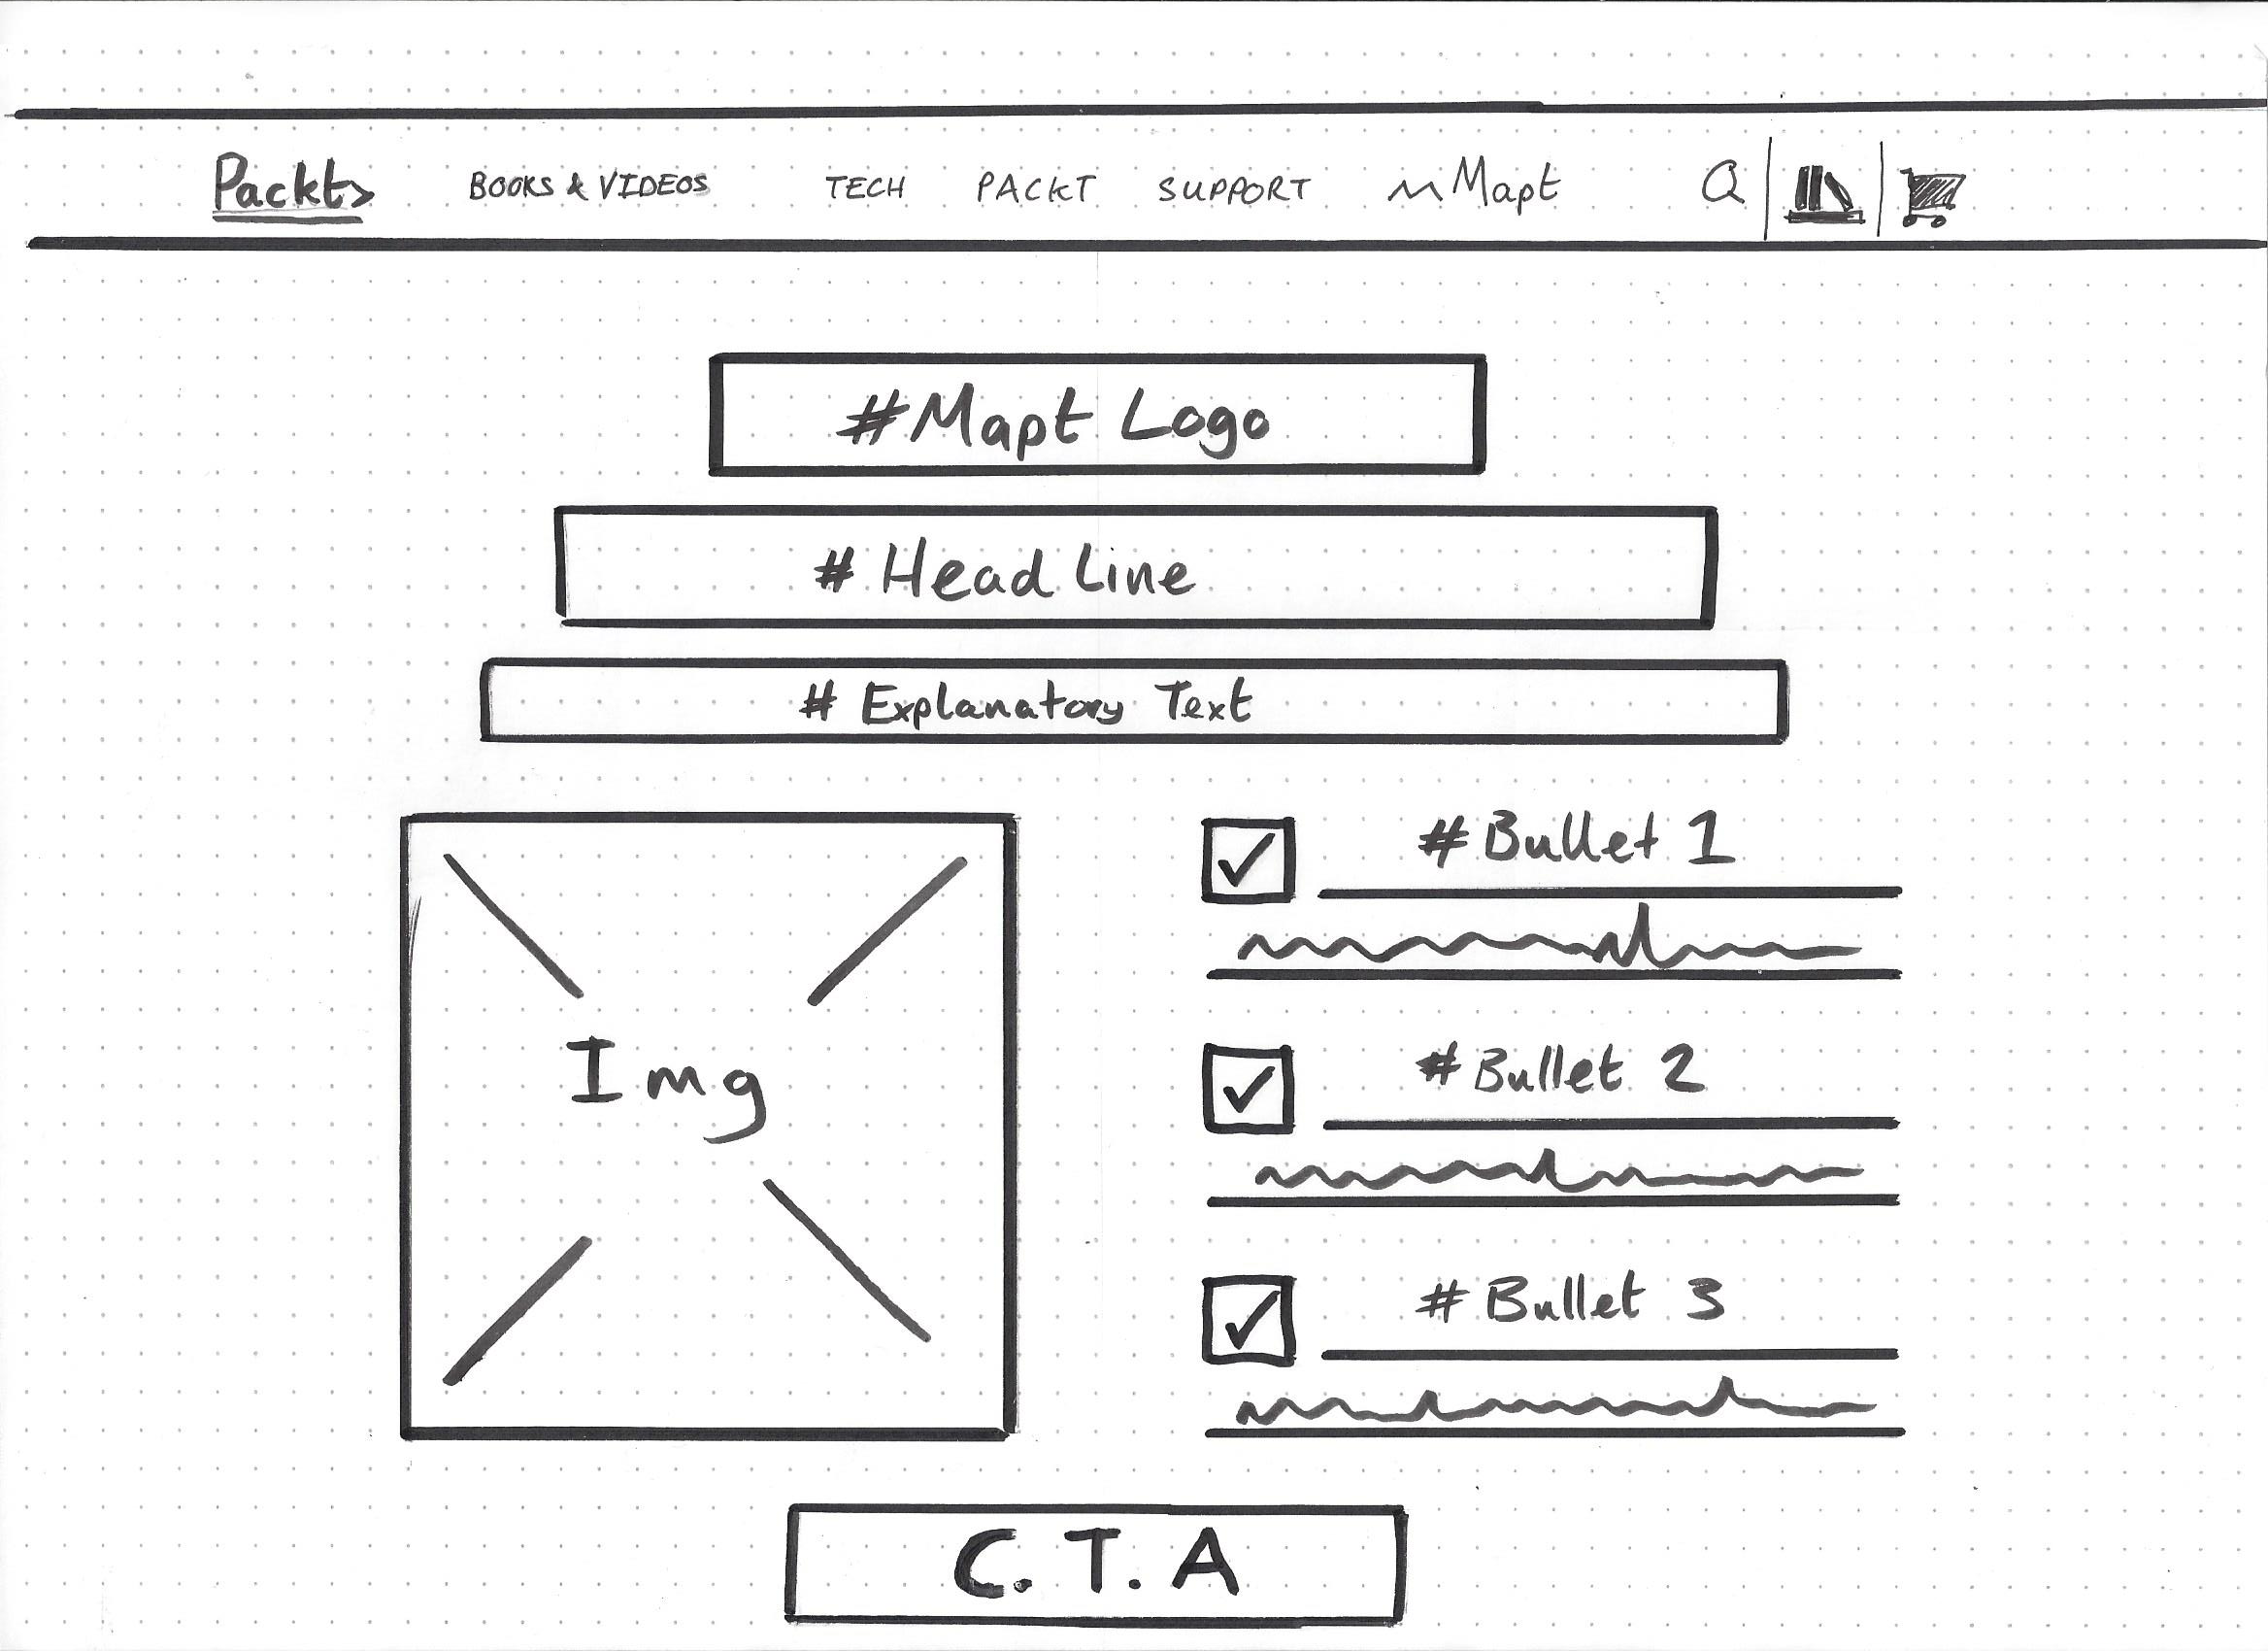 Packt> BOOKS & VIDEOS TECH PACKT SUPPORT Mapt
#Mapt Logo
# Head Line
# Explanatory Text
Img
#Bullet 1
#Bullet 2
#Bullet 3
C.T.A